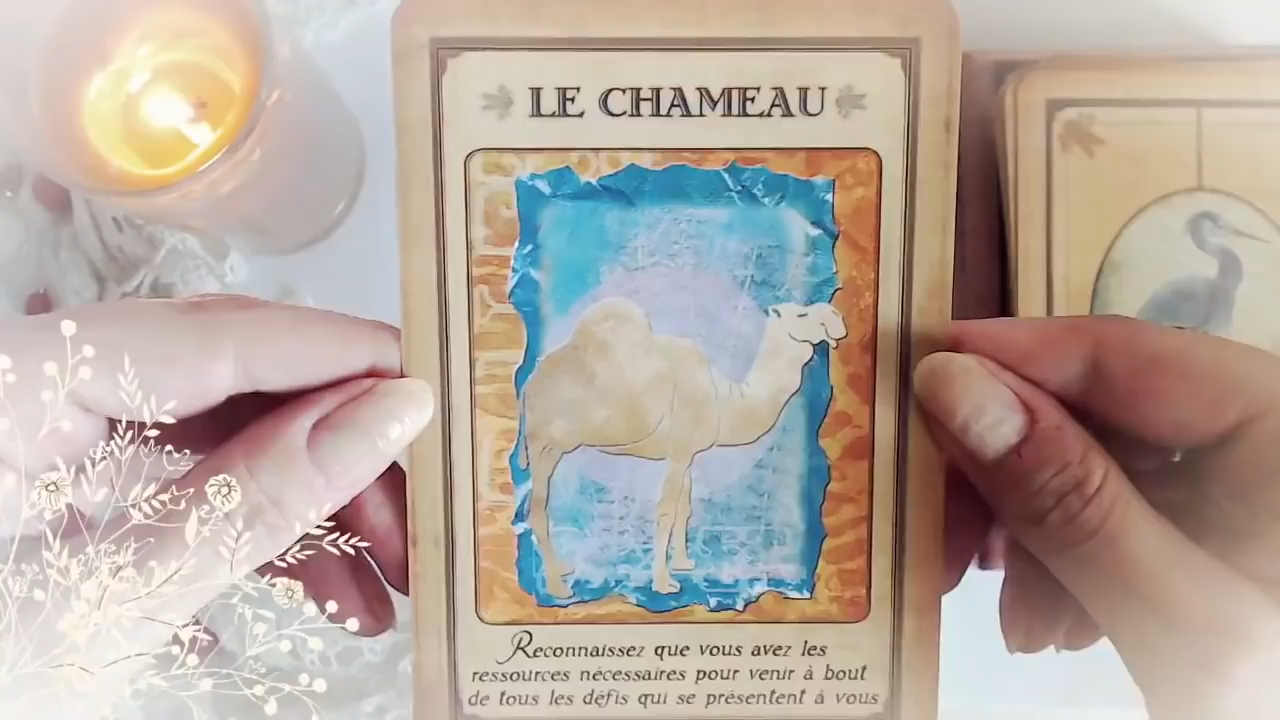 LE CHAMEAU
Reconnaissez que vous avez les
ressources nécessaires pour venir à bout
de tous les défis qui se présentent à vous